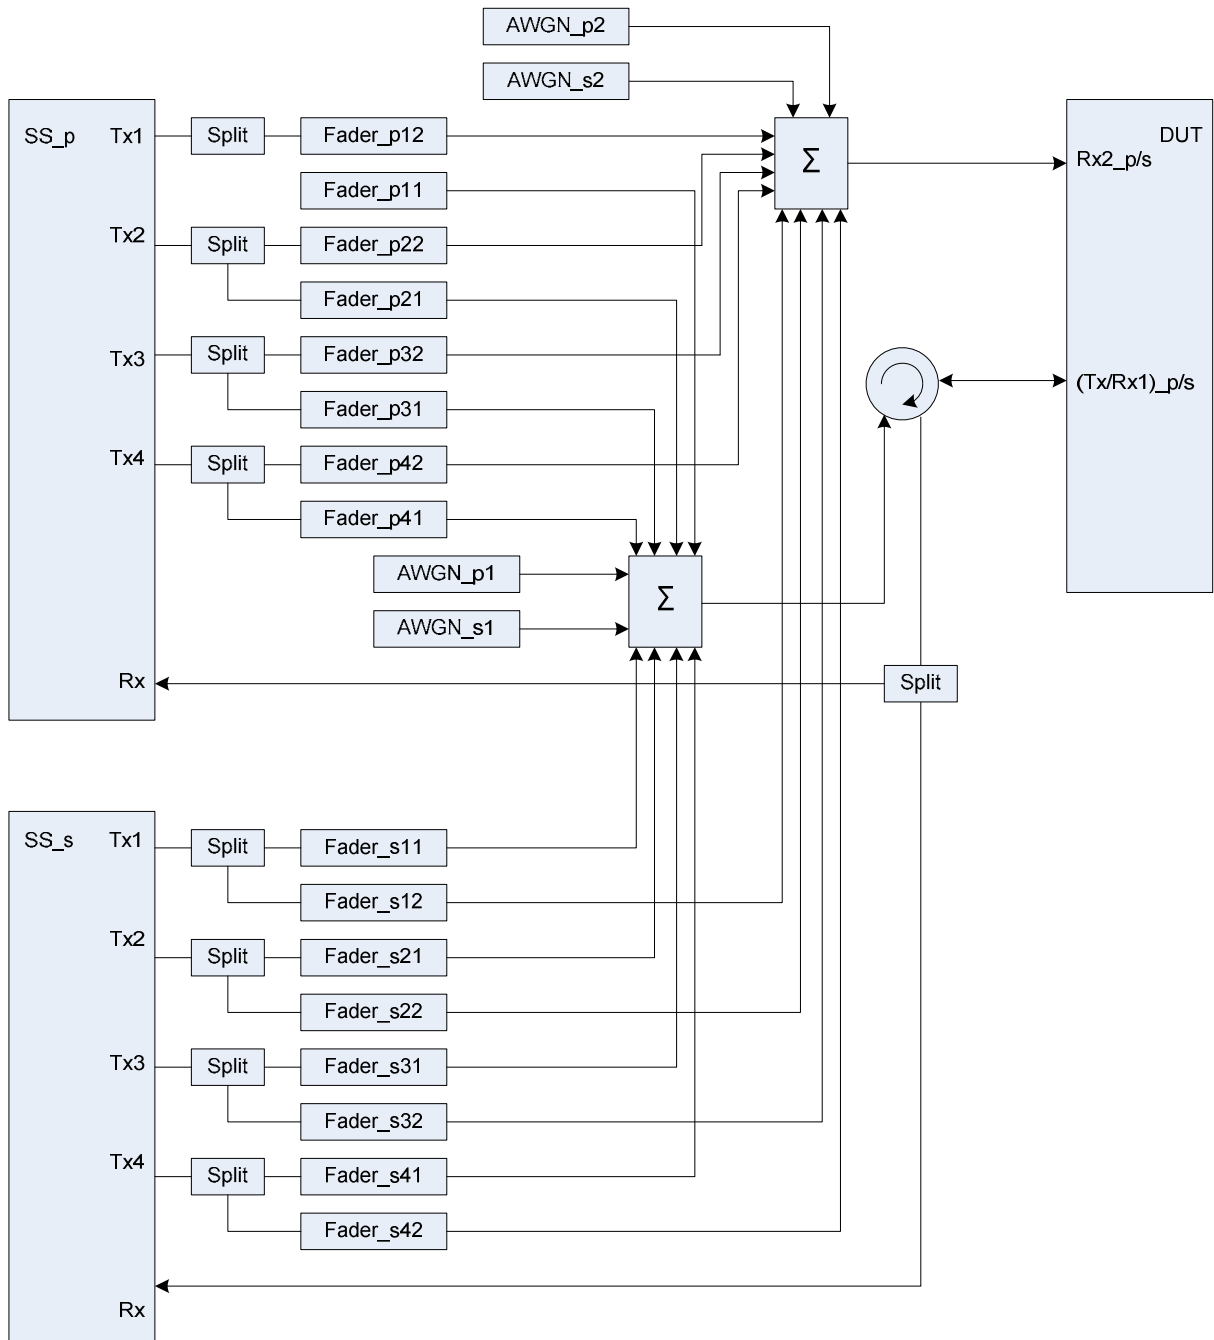 AWGN_p2
AWGN_s2
SS_p
Tx1
Split
Fader_p12
Σ
DUT
Rx2_p/s
Fader_p11
Tx2
Split
Fader_p22
Fader_p21
Tx3
Split
Fader_p32
(Tx/Rx1)_p/s
Fader_p31
Tx4
Split
Fader_p42
Fader_p41
AWGN_p1
Σ
AWGN_s1
Rx
Split
SS_s
Tx1
Split
Fader_s11
Fader_s12
Tx2
Split
Fader_s21
Fader_s22
Tx3
Split
Fader_s31
Fader_s32
Tx4
Split
Fader_s41
Fader_s42
Rx